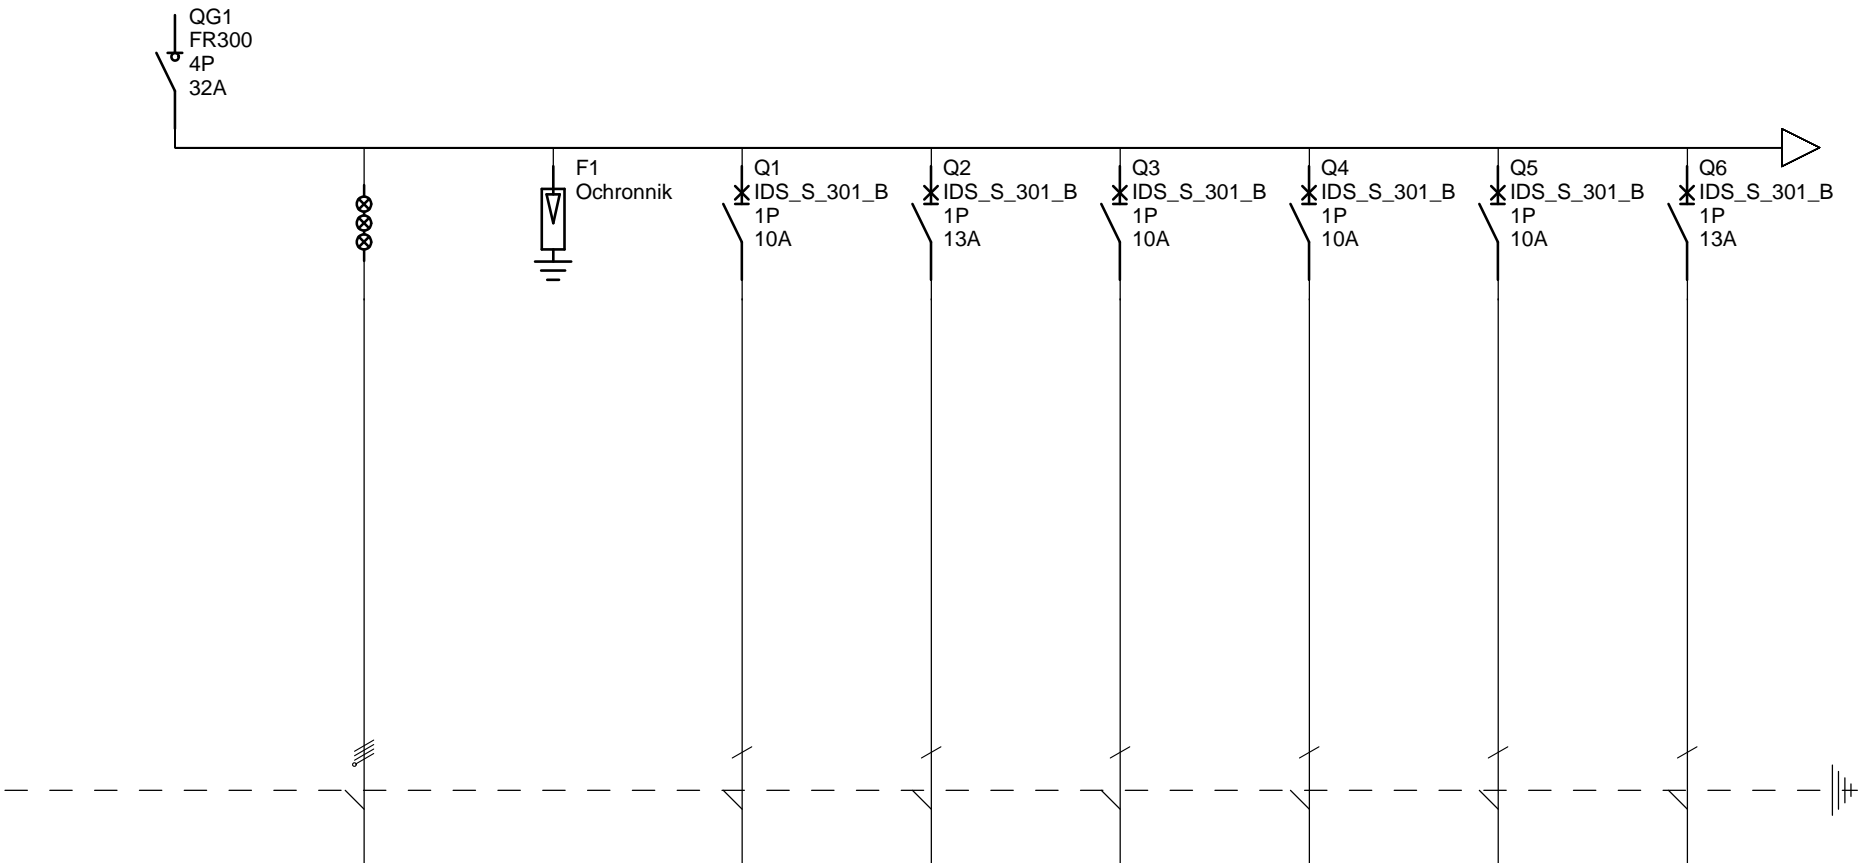 QG1
FR300
4P
32A
F1
Ochronnik
Q1
IDS_S_301_B
1P
10A
Q2
IDS_S_301_B
1P
13A
Q3
IDS_S_301_B
1P
10A
Q4
IDS_S_301_B
1P
10A
Q5
IDS_S_301_B
1P
10A
Q6
IDS_S_301_B
1P
13A